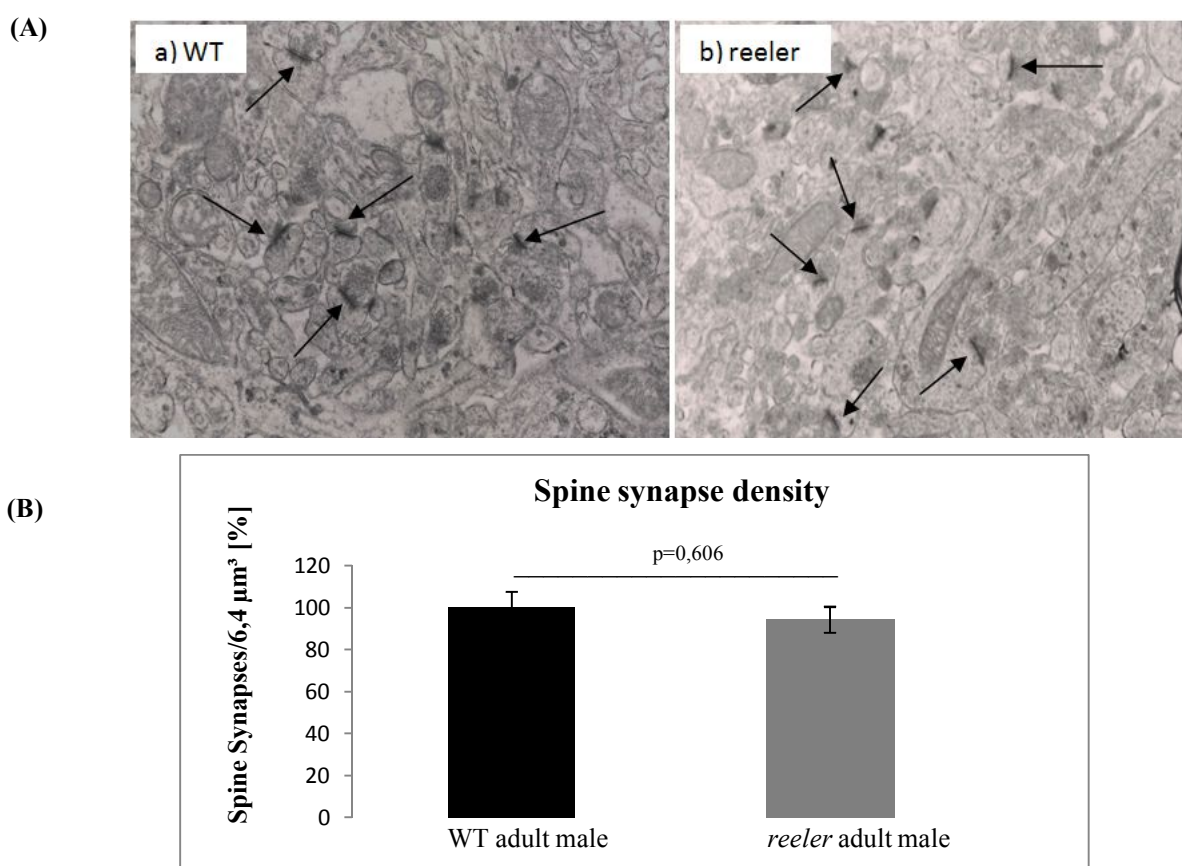 (A)
a) WT
b) reeler
(B)
Spine synapse density
Spine Synapses/6,4 µm³ [%]
p=0,606
120
100
80
60
40
20
0
WT adult male
reeler adult male